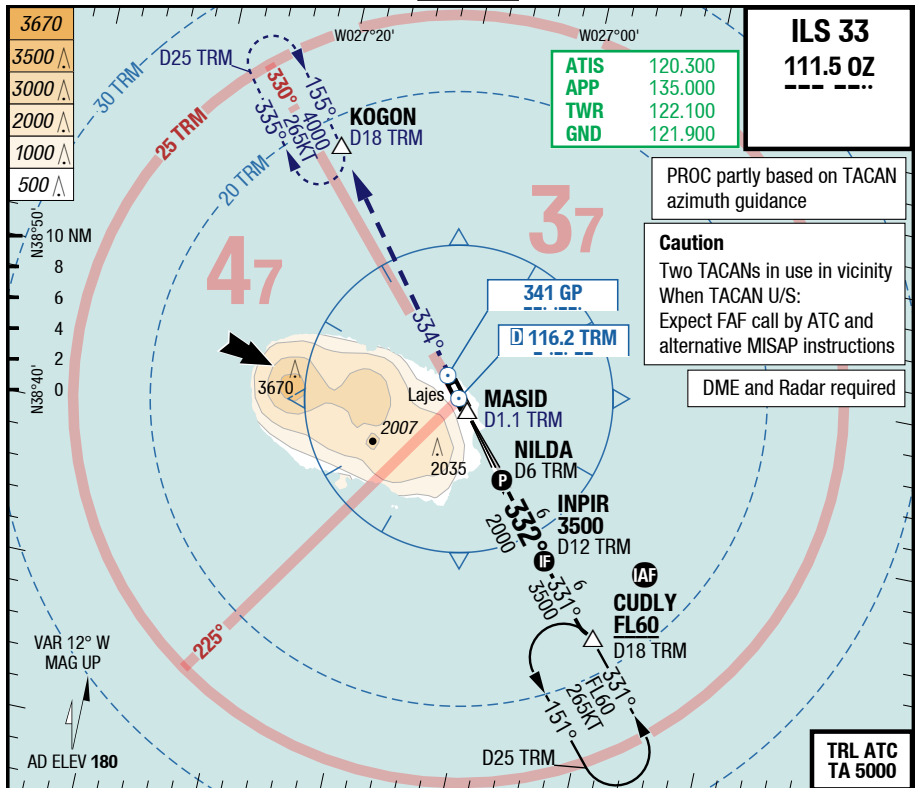 3670
3500
3000
2000
1000
500
30 TRM
25 TRM
20 TRM
D25 TRM
W027°20'
W027°00'
155°
4000
330°
265KT
335°
KOGON
D18 TRM
ATIS 120.300
APP 135.000
TWR 122.100
GND 121.900
ILS 33
111.5 OZ
PROC partly based on TACAN
azimuth guidance
Caution
Two TACANs in use in vicinity
When TACAN U/S:
Expect FAF call by ATC and
alternative MISAP instructions
DME and Radar required
N38°50'
10 NM
8
6
4
2
0
N38°40'
47
37
341 GP
D 116.2 TRM
334°
Lajes
3670
2007
2035
MASID
D1.1 TRM
NILDA
D6 TRM
P
6
332°
2000
INPIR
3500
D12 TRM
IF
6
331°
3500
IAF
CUDLY
FL60
D18 TRM
331°
FL60
265KT
151°
D25 TRM
225°
VAR 12° W
MAG UP
AD ELEV 180
TRL ATC
TA 5000